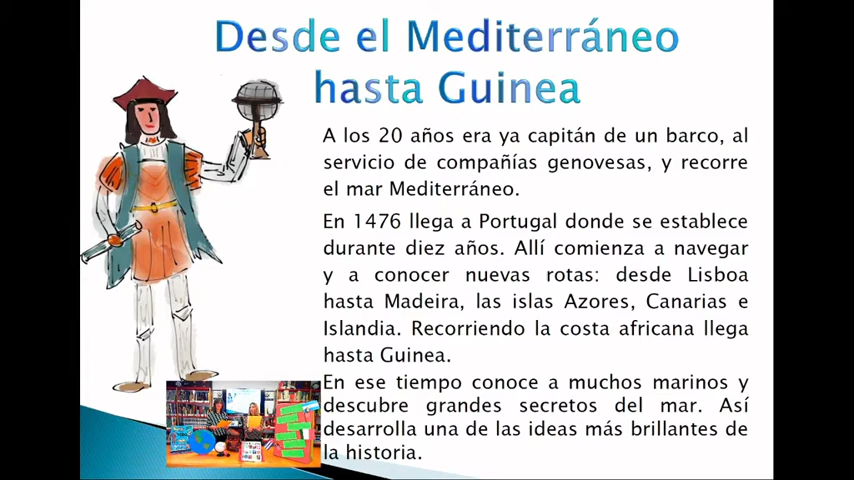 Desde el Mediterráneo
hasta Guinea
A los 20 años era ya capitán de un barco, al
servicio de compañías genovesas, y recorre
el mar Mediterráneo.
En 1476 llega a Portugal donde se establece
durante diez años. Allí comienza a navegar
y a conocer nuevas rotas: desde Lisboa
hasta Madeira, las islas Azores, Canarias e
Islandia. Recorriendo la costa africana llega
hasta Guinea.
En ese tiempo conoce a muchos marinos y
descubre grandes secretos del mar. Así
desarrolla una de las ideas más brillantes de
la historia.